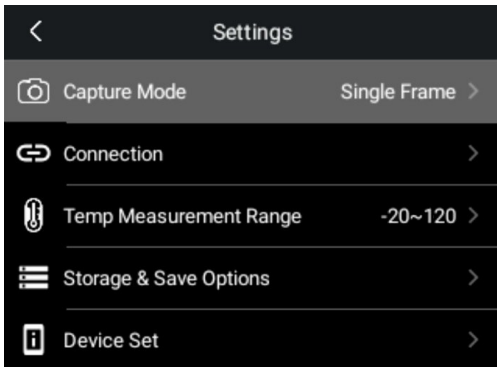 Settings
Capture Mode Single Frame
Connection
Temp Measurement Range -20~120
Storage & Save Options
Device Set